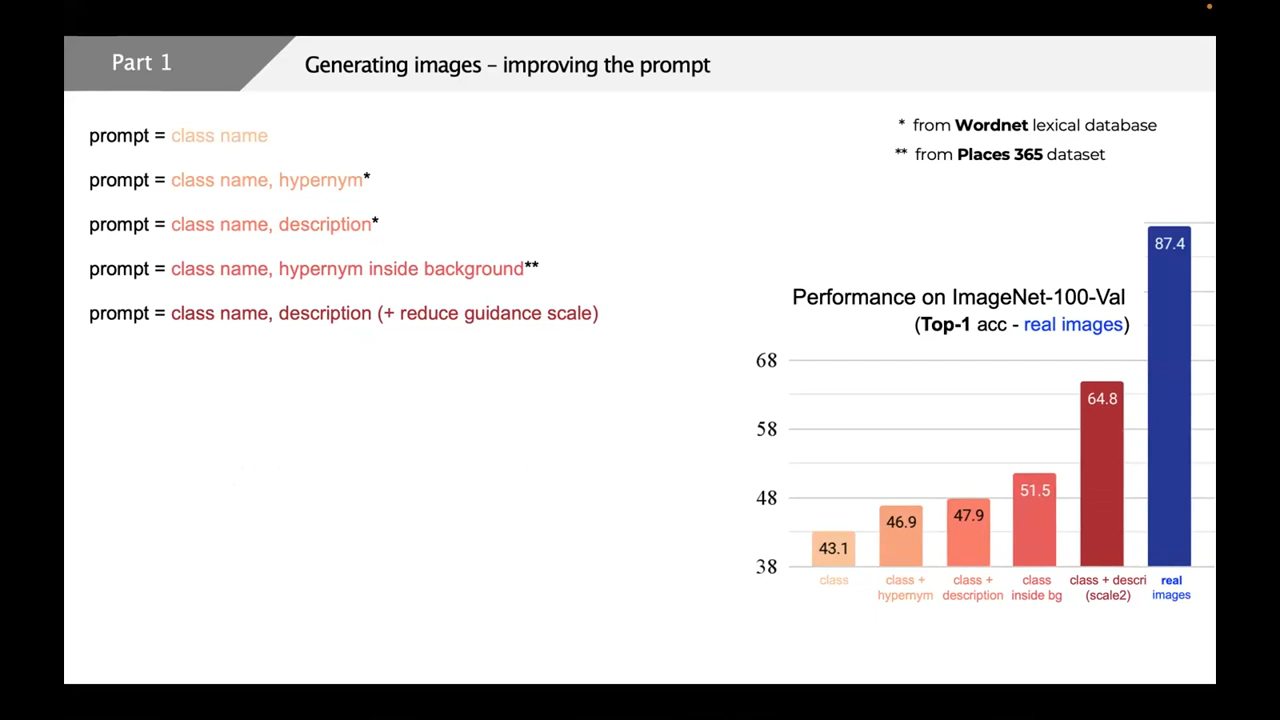 Part 1
Generating images – improving the prompt
prompt = class name
prompt = class name, hypernym*
prompt = class name, description*
prompt = class name, hypernym inside background**
prompt = class name, description (+ reduce guidance scale)
* from Wordnet lexical database
** from Places 365 dataset
Performance on ImageNet-100-Val
(Top-1 acc - real images)
68
58
48
38
43.1
46.9
47.9
51.5
64.8
87.4
class
class +
hypernym
class +
description
class
inside bg
class + descri
(scale2)
real
images